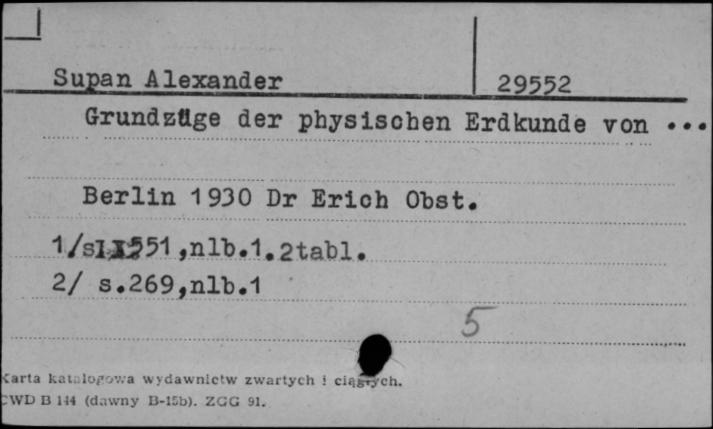 Supan Alexander 29552
Grundzüge der physischen Erdkunde von ...
Berlin 1930 Dr Erich Obst.
551,nlb.1.2tabl.
2/ s.269,nlb.1
5
Karta katalogowa wydawnictw zwartych i ciągłych.
CWD B 144 (dawny B-15b). ZGG 91.